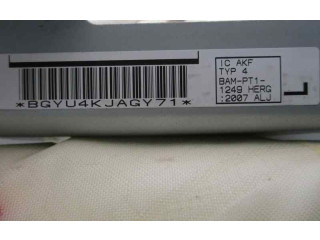 *BGYU4KJAGY71*
IC AKF
TYP 4
BAM-PT1-
1249 HERG
:2007 ALJ